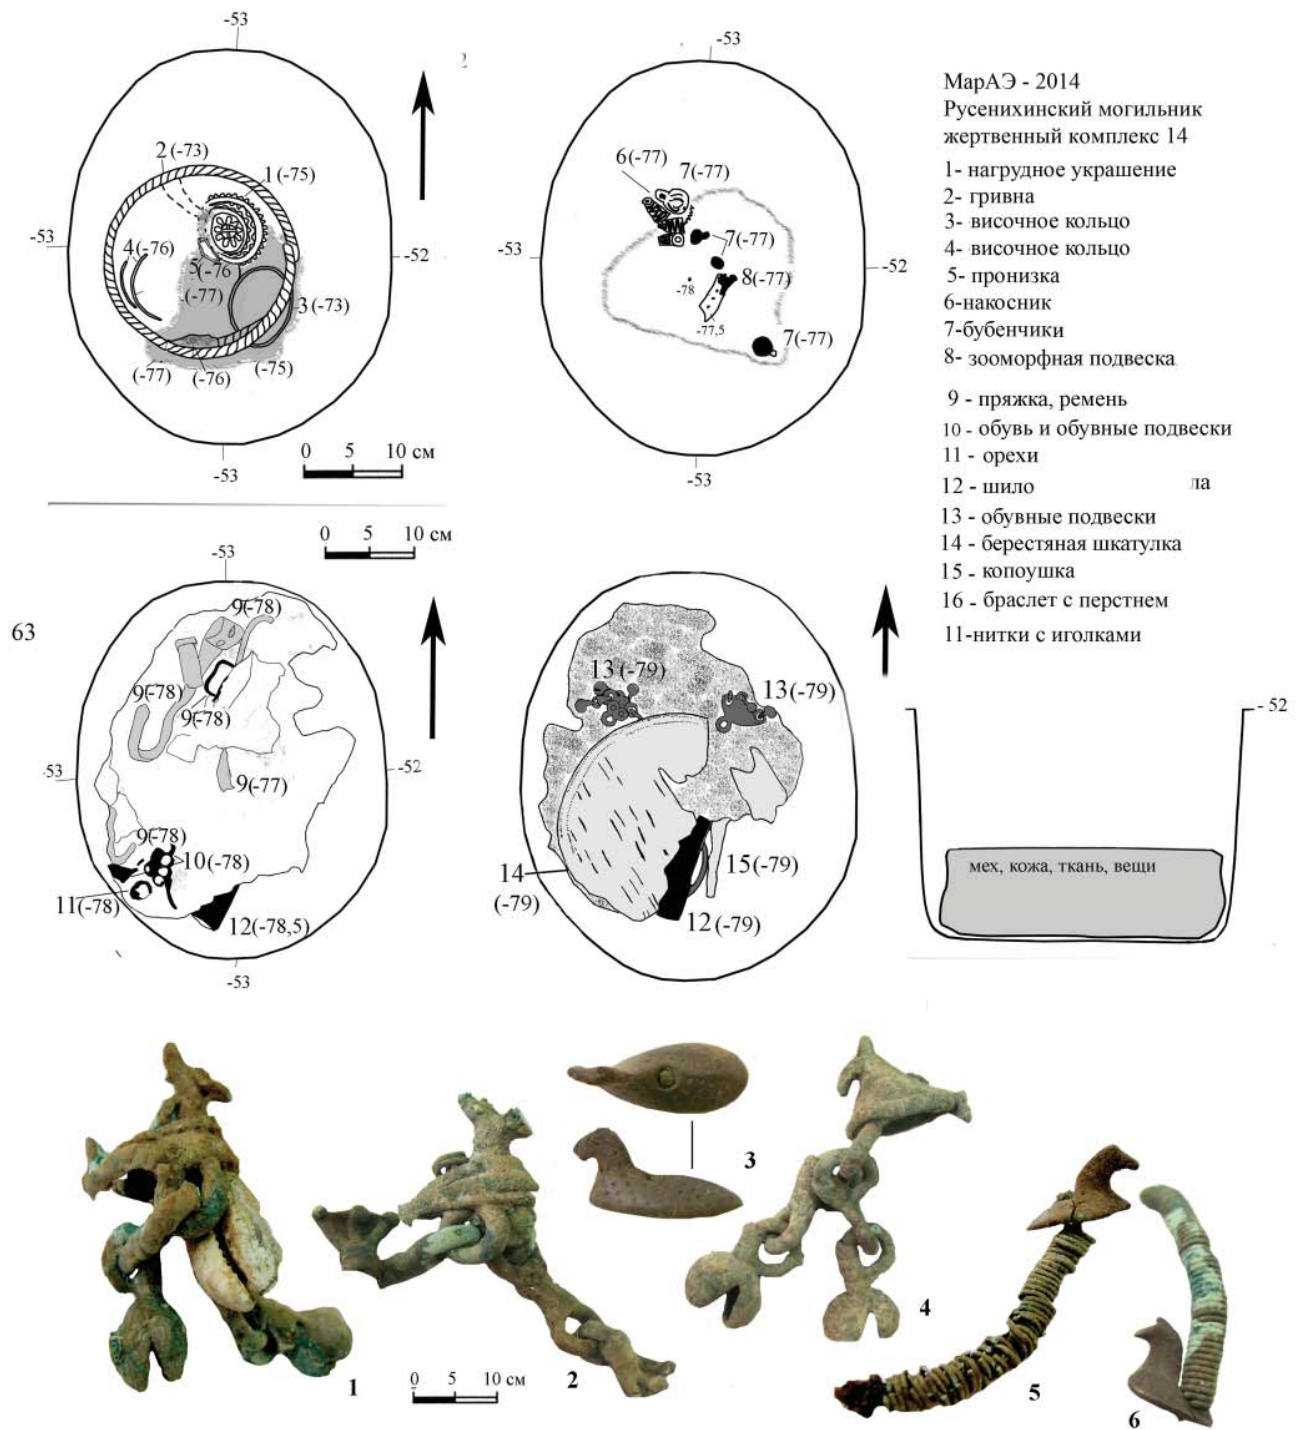 -53
2 (-73)
1 (-75)
-53
4(-76)
5(-76
(-77)
-52
3 (-73)
(-77)
(-76)
(-75)
-53
0 5 10 см
-53
6(-77)
7(-77)
-53
7(-77)
8(-77)
-78
-52
-77,5
7(-77)
-53
МарАЭ - 2014
Русенихинский могильник
жертвенный комплекс 14
1- нагрудное украшение
2- гривна
3- височное кольцо
4- височное кольцо
5- пронизка
6-накосник
7-бубенчики
8- зооморфная подвеска
9 - пряжка, ремень
10 - обувь и обувные подвески
11 - орехи
12 - шило
ла
13 - обувные подвески
14 - берестяная шкатулка
15 - копоушка
16 - браслет с перстнем
11-нитки с иголками
0 5 10 см
63
-53
9(-78)
9(-78)
9(-78)
-53
-52
9(-77)
9(-78)
10(-78)
11(-78)
12(-78,5)
-53
13 (-79)
13(-79)
14
(-79)
15(-79)
12(-79)
- 52
мех, кожа, ткань, вещи
1
0 5 10 см
2
3
4
5
6